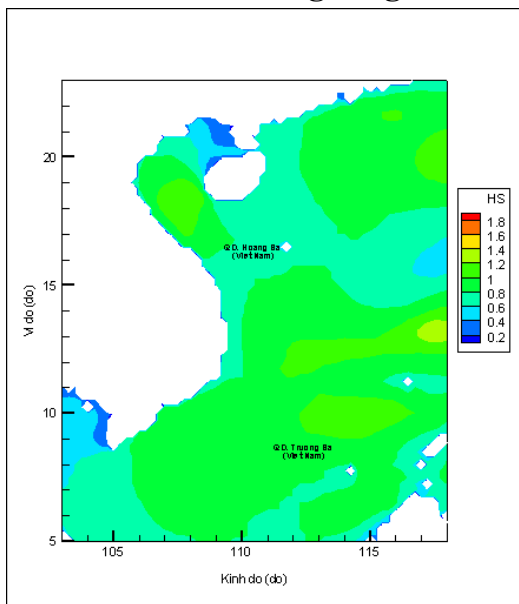 HS
1.8
1.6
1.4
1.2
1
0.8
0.6
0.4
0.2
20
15
10
5
Vi do (do)
QD. Hoang Sa
(Viet Nam)
QD. Truong Sa
(Viet Nam)
105
110
115
Kinh do (do)